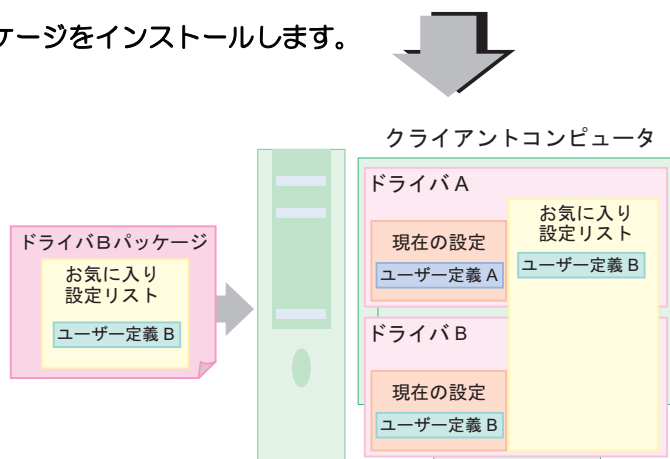 ケージをインストールします。
クライアントコンピュータ
ドライバ A
お気に入り
設定リスト
ユーザー定義 B
現在の設定
ユーザー定義 A
ドライバBパッケージ
お気に入り
設定リスト
ユーザー定義 B
ドライバ B
現在の設定
ユーザー定義 B